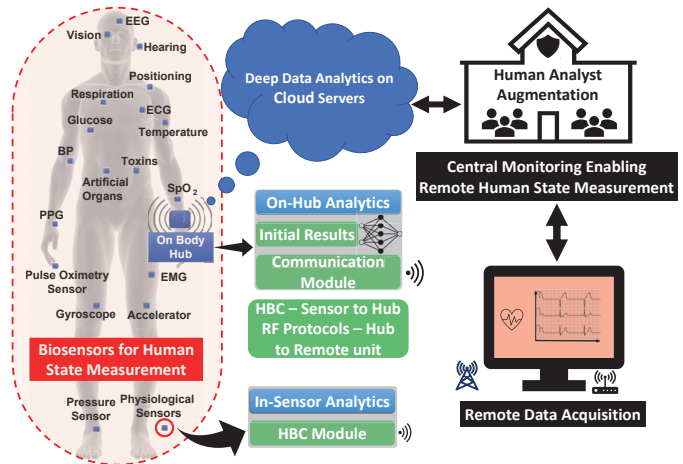 EEG
Vision
Hearing
Positioning
Respiration
ECG
Glucose
Temperature
BP
Toxins
Artificial
Organs
SpO2
PPG
On Body
Hub
Pulse Oximetry
Sensor
EMG
Gyroscope
Accelerator
Biosensors for Human
State Measurement
Pressure
Sensor
Physiological
Sensors
Deep Data Analytics on
Cloud Servers
On-Hub Analytics
Initial Results
Communication
Module
HBC – Sensor to Hub
RF Protocols – Hub
to Remote unit
In-Sensor Analytics
HBC Module
Human Analyst
Augmentation
Central Monitoring Enabling
Remote Human State Measurement
Remote Data Acquisition